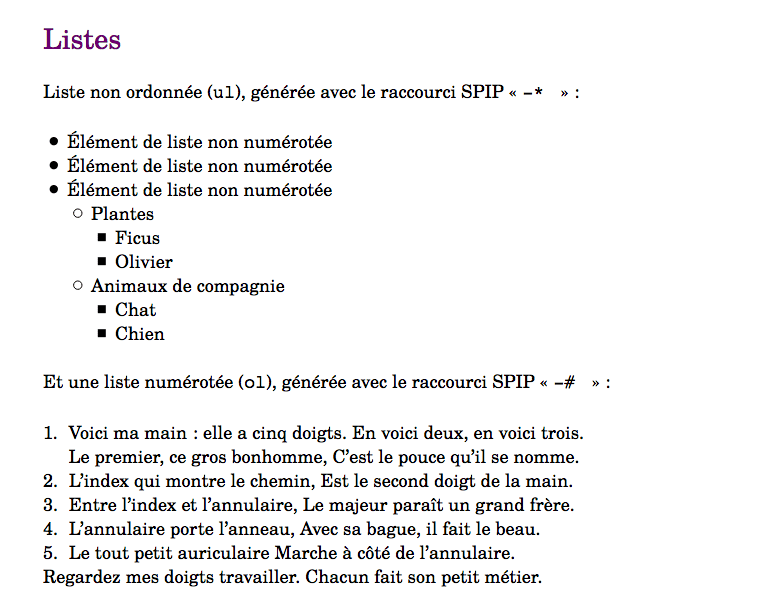 Listes
Liste non ordonnée (ul), générée avec le raccourci SPIP « -* » :
● Élément de liste non numérotée
● Élément de liste non numérotée
● Élément de liste non numérotée
○ Plantes
■ Ficus
■ Olivier
○ Animaux de compagnie
■ Chat
■ Chien
Et une liste numérotée (ol), générée avec le raccourci SPIP « -# » :
1. Voici ma main : elle a cinq doigts. En voici deux, en voici trois.
Le premier, ce gros bonhomme, C’est le pouce qu’il se nomme.
2. L’index qui montre le chemin, Est le second doigt de la main.
3. Entre l’index et l’annulaire, Le majeur paraît un grand frère.
4. L’annulaire porte l’anneau, Avec sa bague, il fait le beau.
5. Le tout petit auriculaire Marche à côté de l’annulaire.
Regardez mes doigts travailler. Chacun fait son petit métier.